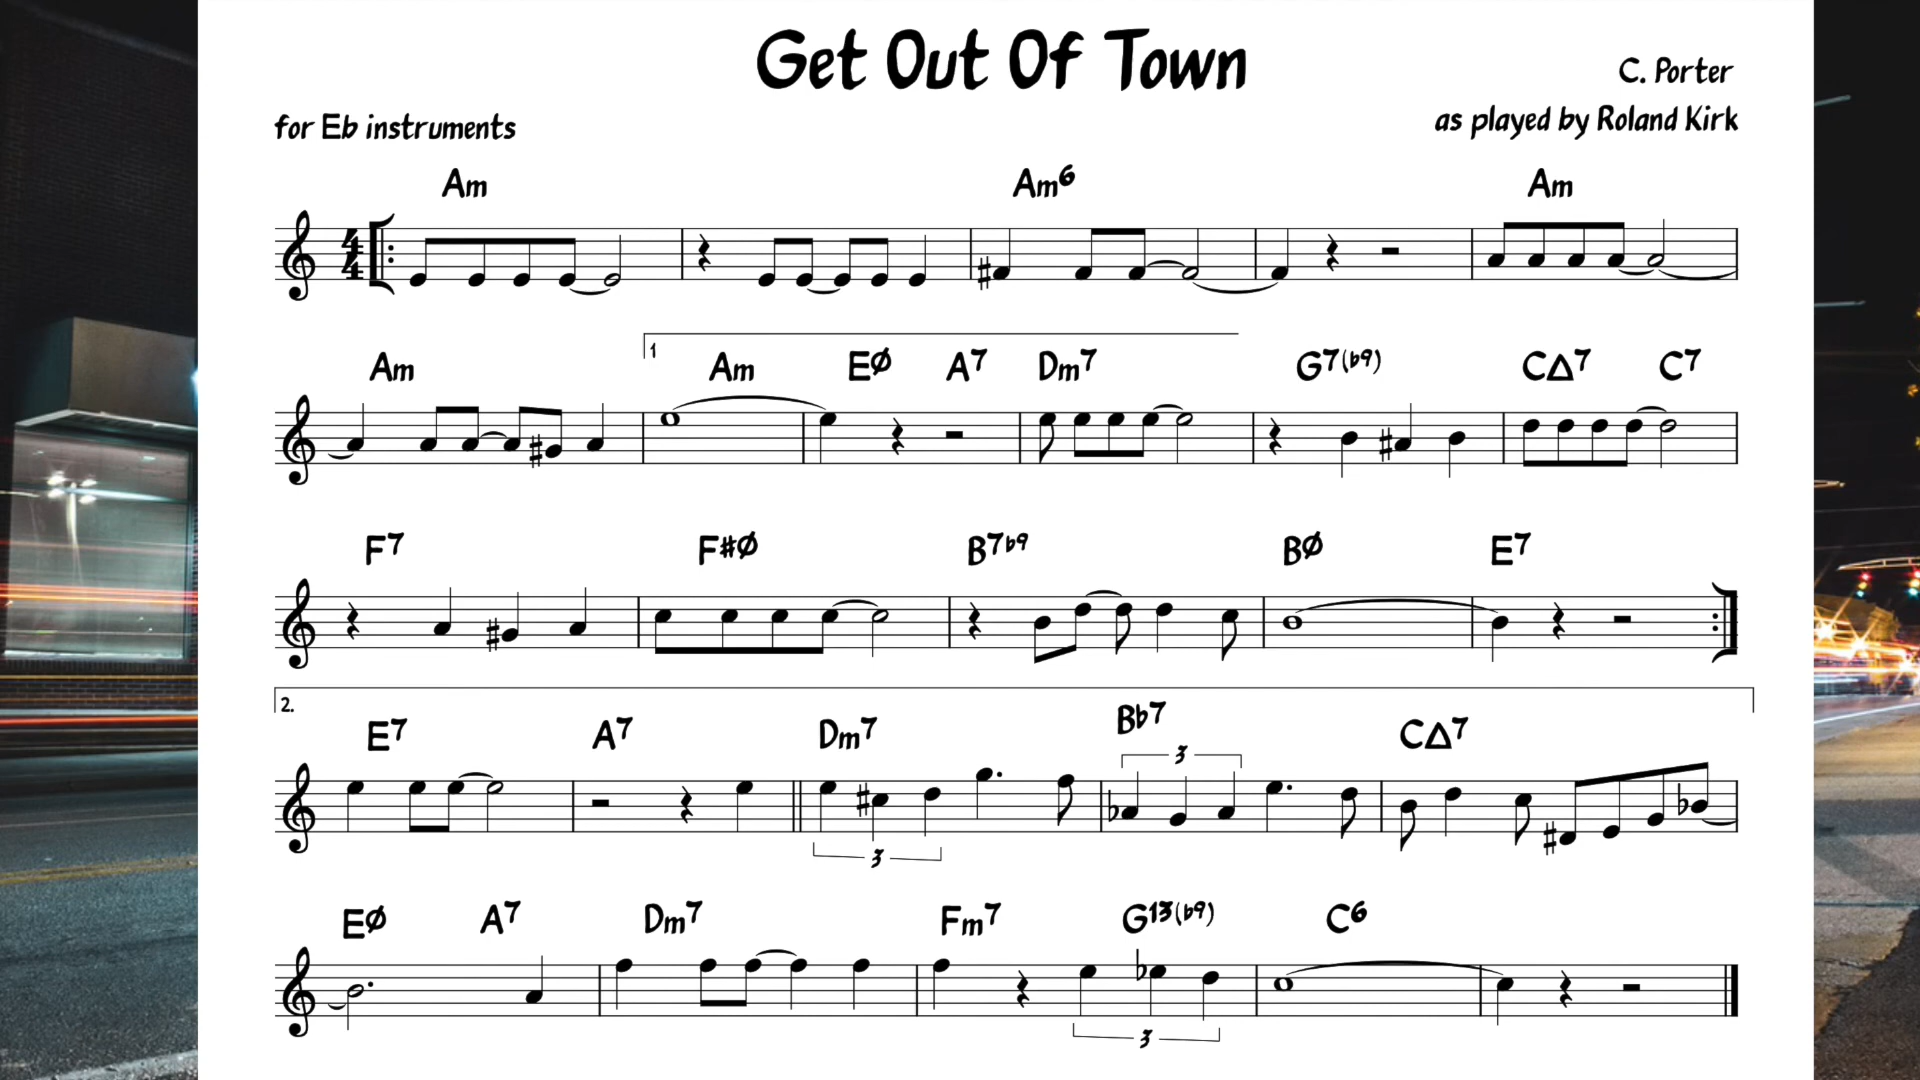 Get Out Of Town
C. Porter
for Eb instruments
as played by Roland Kirk
Am Am6 Am
4
4
Am 1 Am EØ A7 Dm7 G7(b9) CΔ7 C7
F7 F#Ø B7b9 BØ E7
2.
E7 A7 Dm7 Bb7 CΔ7
3
3
EØ A7 Dm7 Fm7 G13(b9) C6
3